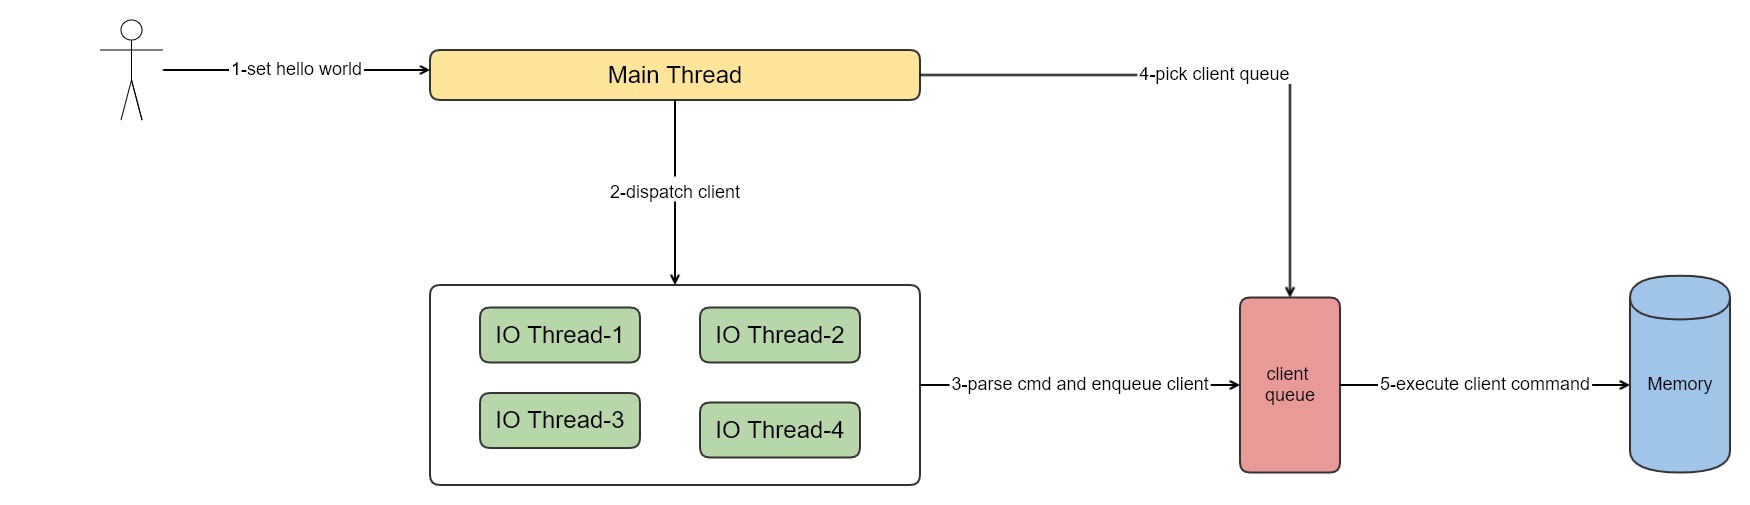 1-set hello world
Main Thread
4-pick client queue
2-dispatch client
IO Thread-1
IO Thread-2
IO Thread-3
IO Thread-4
3-parse cmd and enqueue client
client
queue
5-execute client command
Memory